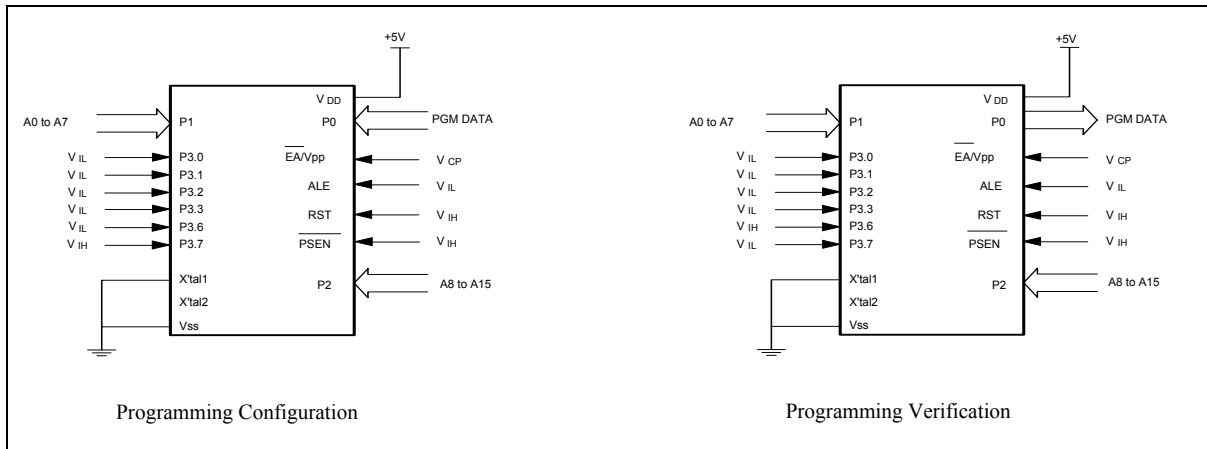 +5V
V DD
A0 to A7
P1
P0
PGM DATA
V IL
P3.0
EA/Vpp
V CP
V IL
P3.1
V IL
P3.2
ALE
V IL
V IL
P3.3
RST
V IH
V IL
P3.6
V IH
P3.7
PSEN
V IH
X'tal1
P2
A8 to A15
X'tal2
Vss
Programming Configuration
+5V
V DD
A0 to A7
P1
P0
PGM DATA
V IL
P3.0
EA/Vpp
V CP
V IL
P3.1
V IL
P3.2
ALE
V IL
V IL
P3.3
RST
V IH
V IH
P3.6
V IL
P3.7
PSEN
V IH
X'tal1
P2
A8 to A15
X'tal2
Vss
Programming Verification